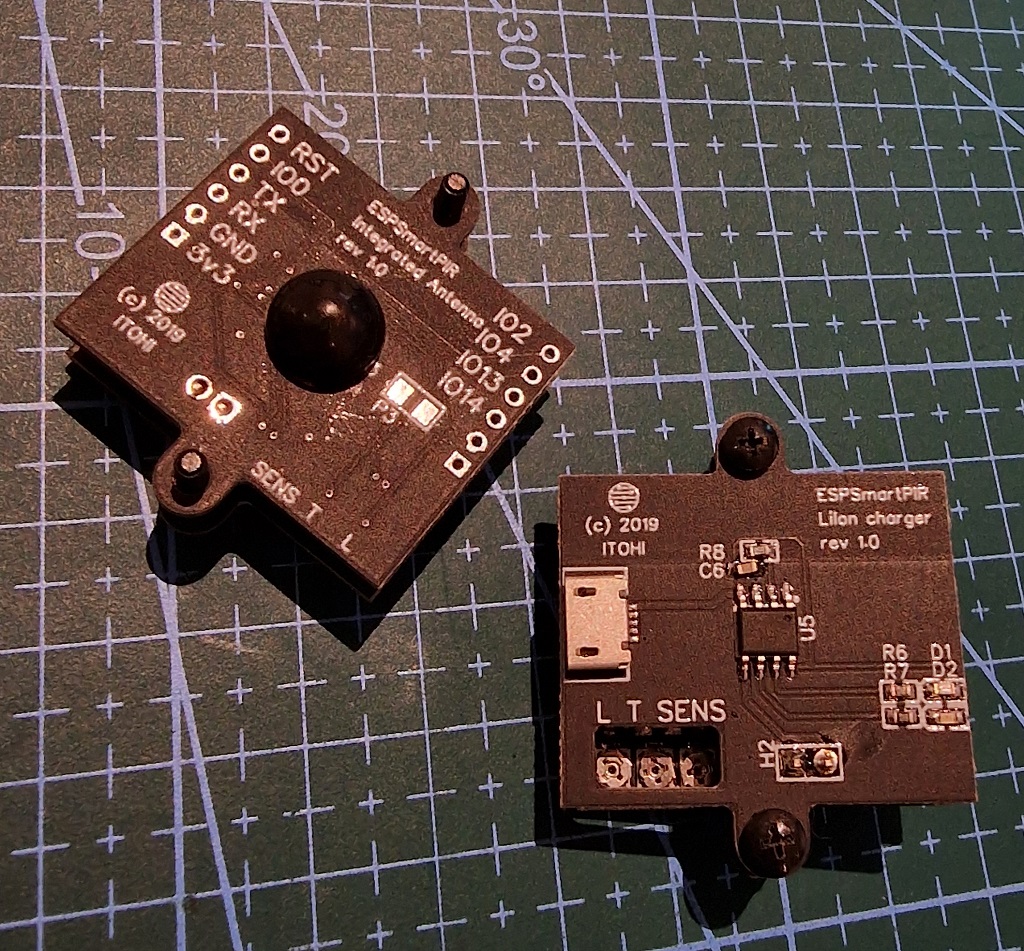 30°
20
10
RST
IO0
TX
RX
GND
3v3
ESPSmartPIR
Integrated Antenna
rev 1.0
(c) 2019
ITOHI
IO2
IO4
IO13
IO14
P3
SENS T L
(c) 2019
ITOHI
ESPSmartPIR
LiIon charger
rev 1.0
R8
C6
U5
R6 D1
R7 D2
L T SENS
H2